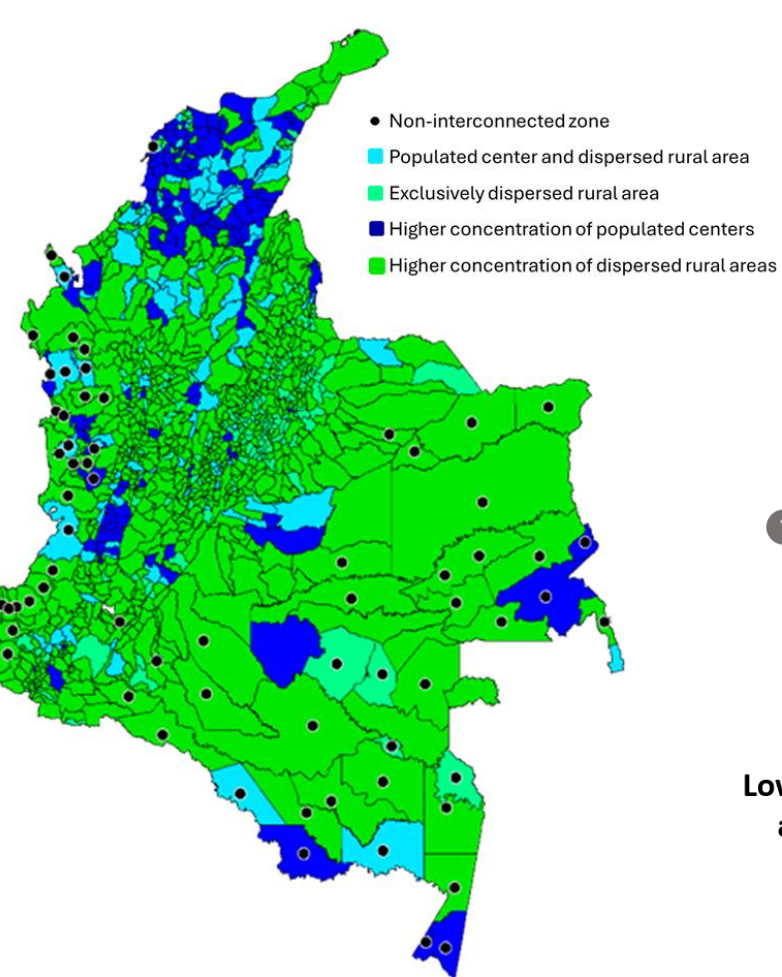 Non-interconnected zone
Populated center and dispersed rural area
Exclusively dispersed rural area
Higher concentration of populated centers
Higher concentration of dispersed rural areas